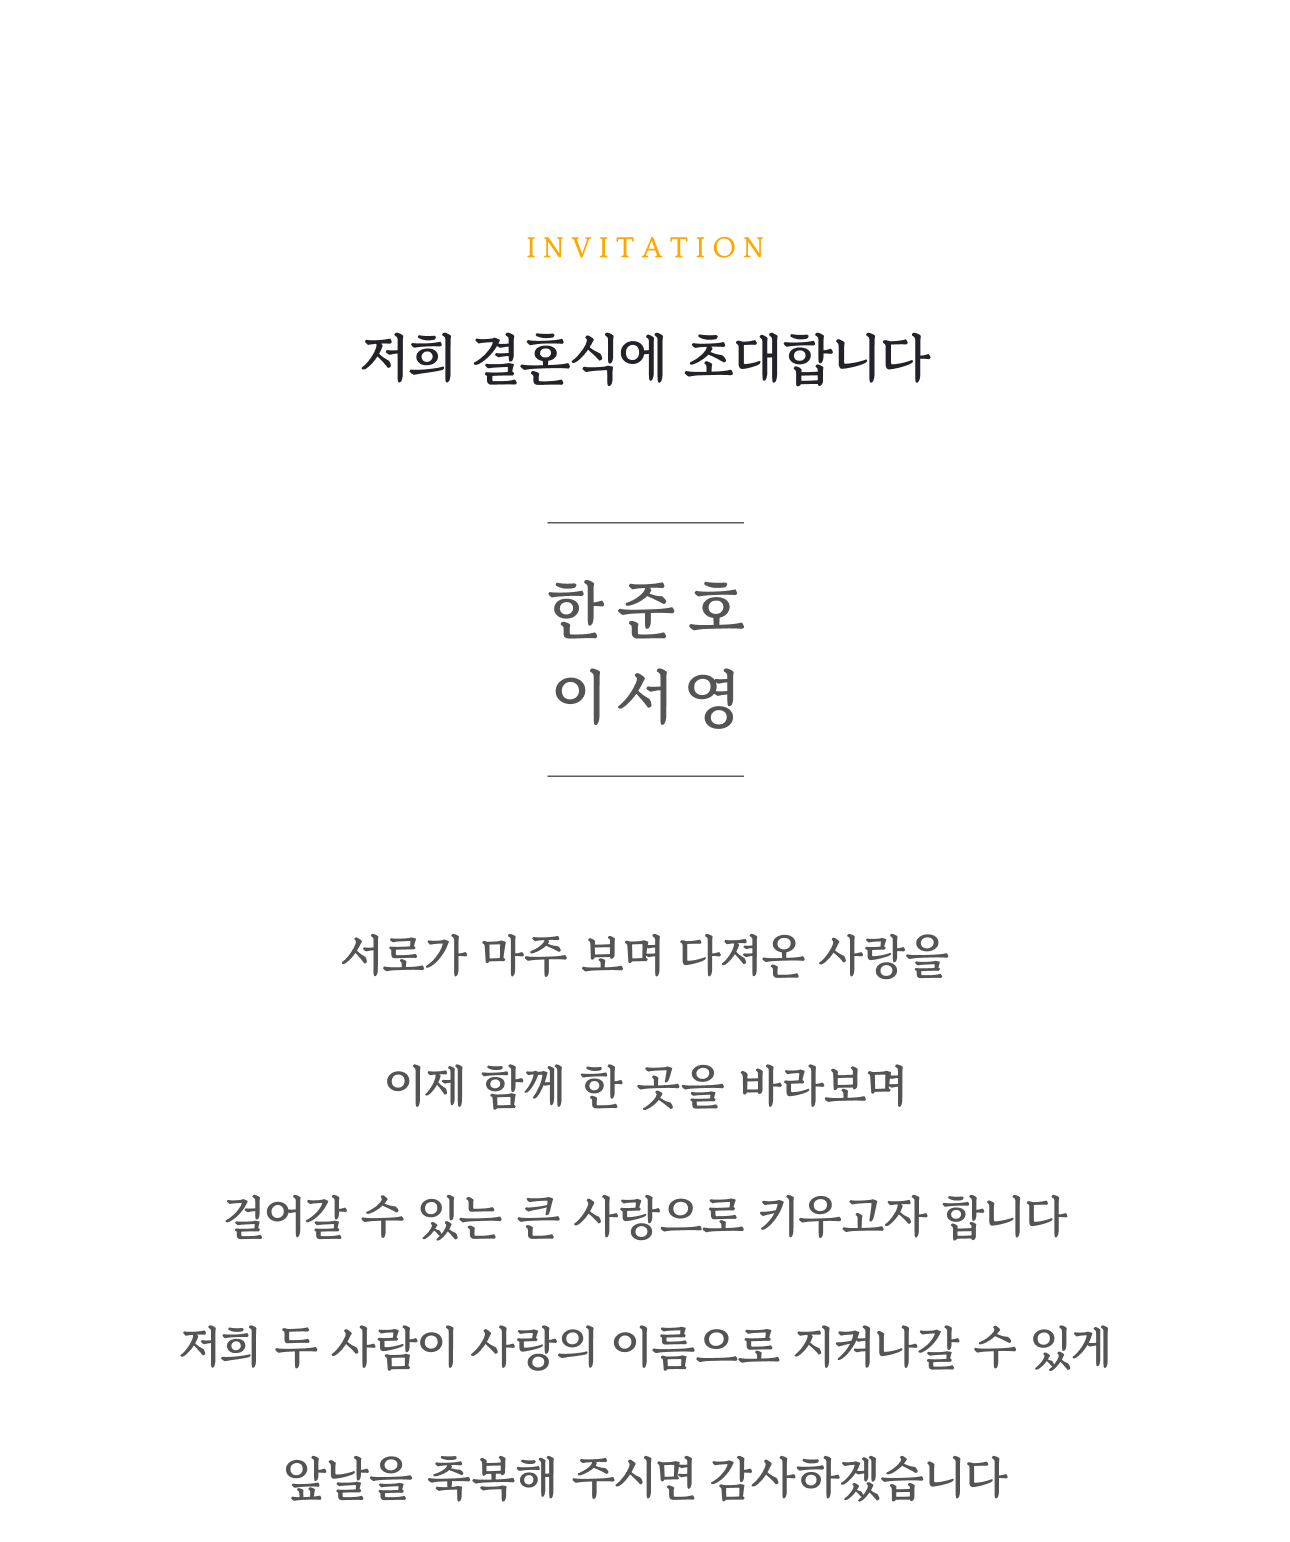 INVITATION
저희 결혼식에 초대합니다
한준호
이서영
서로가 마주 보며 다져온 사랑을
이제 함께 한 곳을 바라보며
걸어갈 수 있는 큰 사랑으로 키우고자 합니다
저희 두 사람이 사랑의 이름으로 지켜나갈 수 있게
앞날을 축복해 주시면 감사하겠습니다